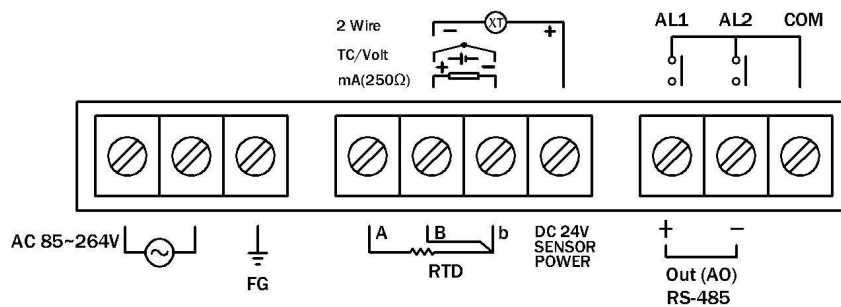 2 Wire − XT +
TC/Volt
+ −
mA(250Ω)
AL1 AL2 COM
AC 85~264V
FG
A B b
RTD
DC 24V
SENSOR
POWER
+ −
Out (AO)
RS-485